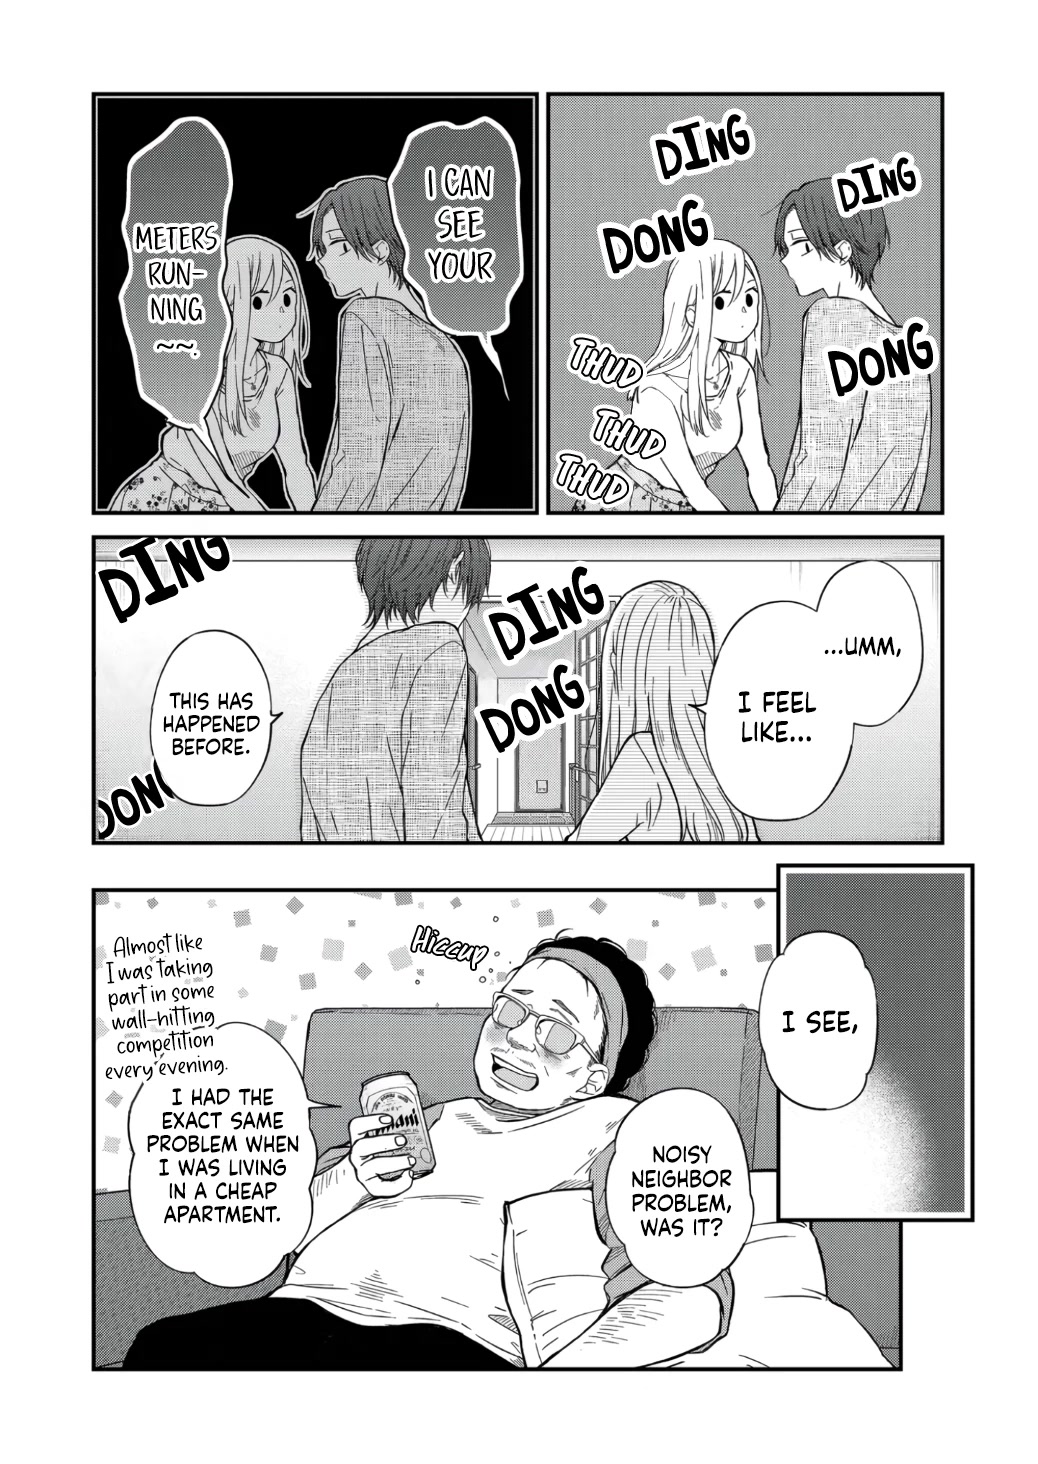 DING
DONG
DING
DONG
THUD
THUD
THUD
I CAN
SEE
YOUR
METERS
RUN-
NING
~~.
...UMM,
I FEEL
LIKE...
DING
DONG
DING
DONG
THIS HAS
HAPPENED
BEFORE.
I SEE,
NOISY
NEIGHBOR
PROBLEM,
WAS IT?
Hiccup
I HAD THE
EXACT SAME
PROBLEM WHEN
I WAS LIVING
IN A CHEAP
APARTMENT.
Almost like
I was taking
part in some
wall-hitting
competition
every evening.